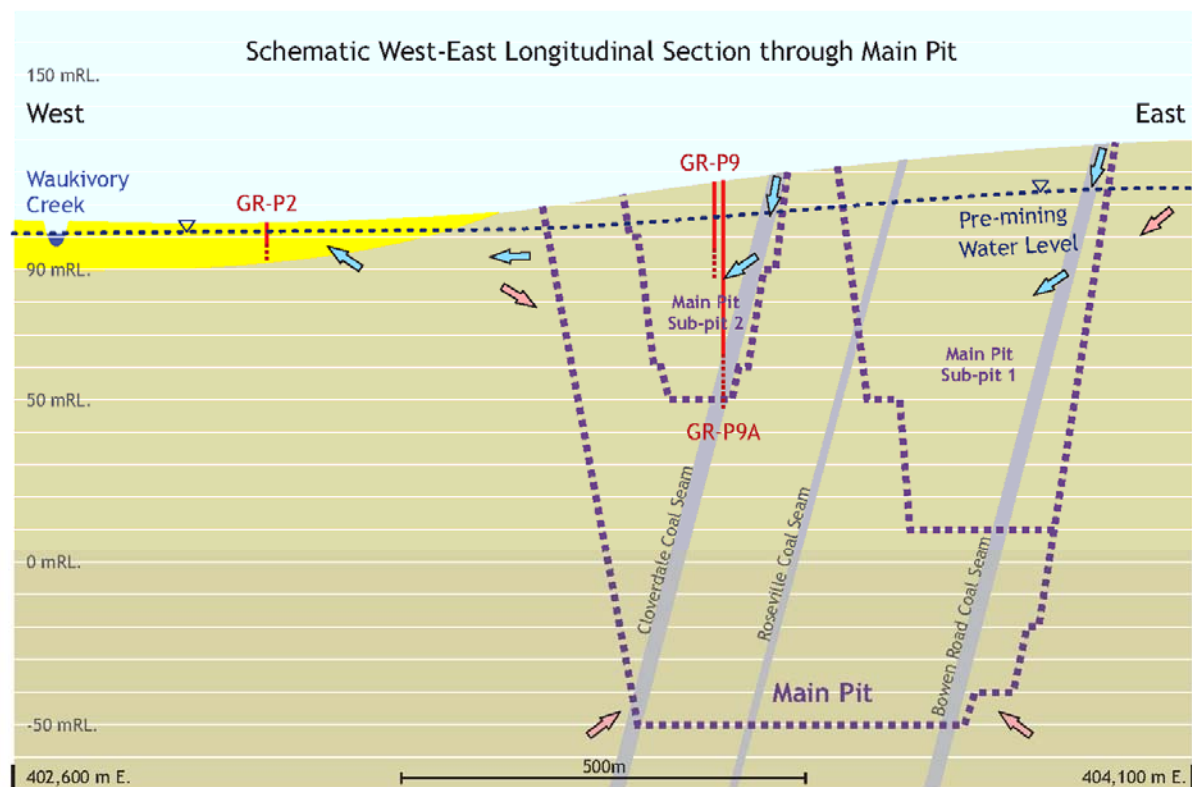 Schematic West-East Longitudinal Section through Main Pit
150 mRL.
West
East
Waukivory
Creek
GR-P2
GR-P9
Pre-mining
Water Level
90 mRL.
Main Pit
Sub-pit 2
Main Pit
Sub-pit 1
50 mRL.
GR-P9A
Cloverdale Coal Seam
Roseville Coal Seam
Bowen Road Coal Seam
0 mRL.
Main Pit
-50 mRL.
500m
402,600 m E.
404,100 m E.